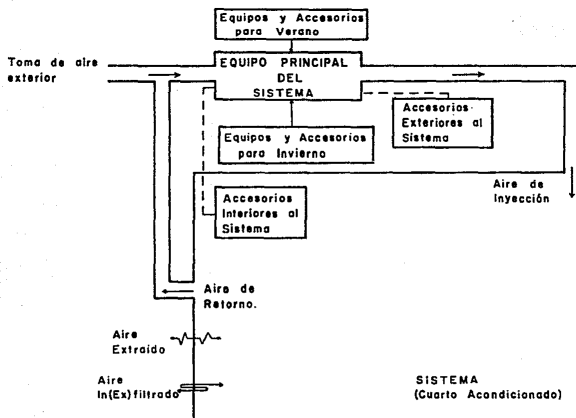 Equipos y Accesorios
para Verano
Toma de aire
exterior
EQUIPO PRINCIPAL
DEL
SISTEMA
Accesorios
Exteriores al
Sistema
Equipos y Accesorios
para Invierno
Aire de
Inyección
Accesorios
Interiores al
Sistema
Aire de
Retorno.
Aire
Extraído
Aire
In(Ex)filtrado
SISTEMA
(Cuarto Acondicionado)